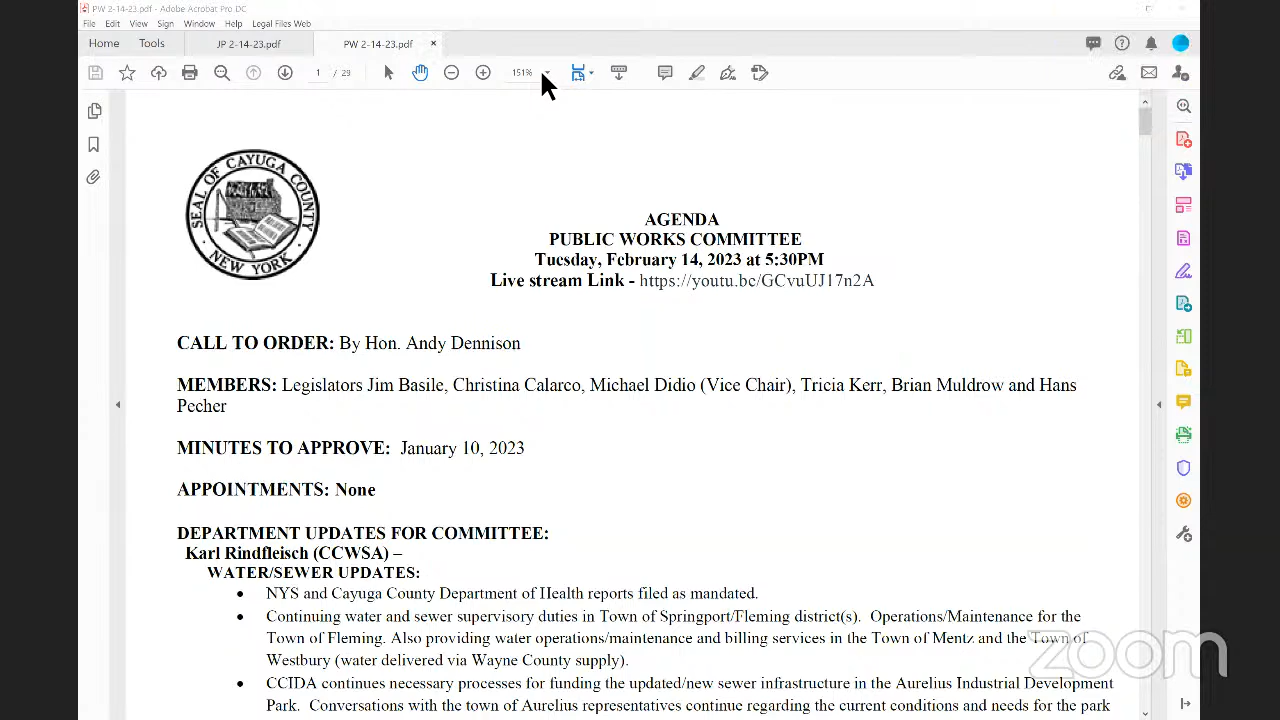 PW 2-14-23.pdf - Adobe Acrobat Pro DC
File Edit View Sign Window Help Layout Files Web
Home Tools JP 2-14-23.pdf PW 2-14-23.pdf ×
1 / 29 151%
SEAL OF CAYUGA COUNTY
NEW YORK
AGENDA
PUBLIC WORKS COMMITTEE
Tuesday, February 14, 2023 at 5:30PM
Live stream Link - https://youtu.be/GCvuUJ17n2A
CALL TO ORDER: By Hon. Andy Dennison
MEMBERS: Legislators Jim Basile, Christina Calarco, Michael Didio (Vice Chair), Tricia Kerr, Brian Muldrow and Hans
Pecher
MINUTES TO APPROVE: January 10, 2023
APPOINTMENTS: None
DEPARTMENT UPDATES FOR COMMITTEE:
Karl Rindfleisch (CCWSA) –
WATER/SEWER UPDATES:
• NYS and Cayuga County Department of Health reports filed as mandated.
• Continuing water and sewer supervisory duties in Town of Springport/Fleming district(s). Operations/Maintenance for the
Town of Fleming. Also providing water operations/maintenance and billing services in the Town of Mentz and the Town of
Westbury (water delivered via Wayne County supply).
• CCIDA continues necessary processes for funding the updated/new sewer infrastructure in the Aurelius Industrial Development
Park. Conversations with the town of Aurelius representatives continue regarding the current conditions and needs for the park
zoom